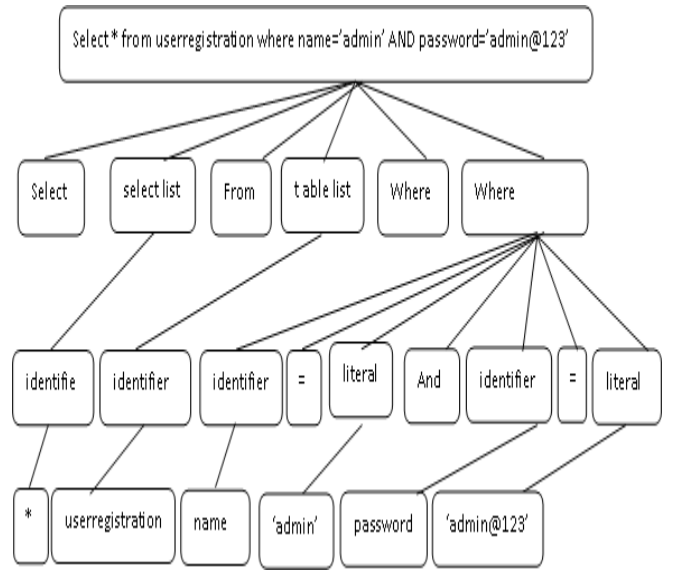 Select * from userregistration where name=‘admin’ AND password=‘admin@123’
Select
select list
From
t able list
Where
Where
identifie
identifier
identifier
=
literal
And
identifier
=
literal
*
userregistration
name
‘admin’
password
‘admin@123’